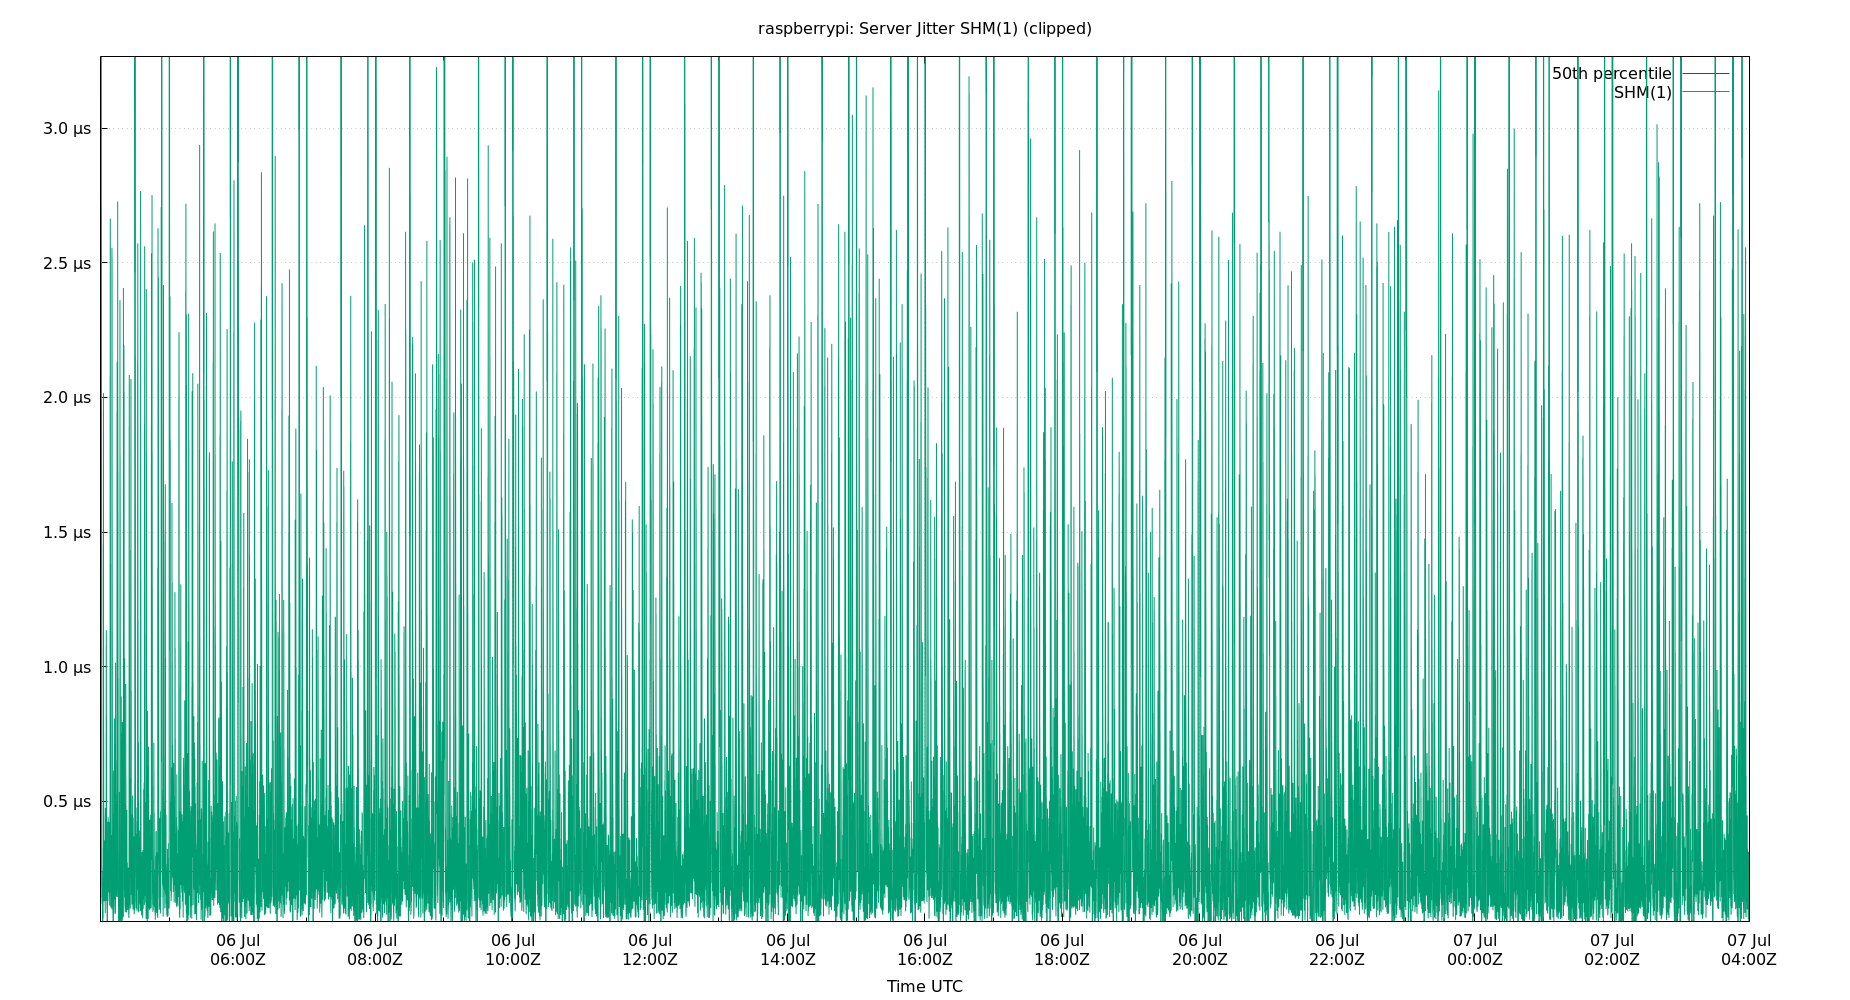 raspberrypi: Server Jitter SHM(1) (clipped)
50th percentile
SHM(1)
3.0 µs
2.5 µs
2.0 µs
1.5 µs
1.0 µs
0.5 µs
06 Jul 06 Jul 06 Jul 06 Jul 06 Jul 06 Jul 06 Jul 06 Jul 06 Jul 07 Jul 07 Jul 07 Jul
06:00Z 08:00Z 10:00Z 12:00Z 14:00Z 16:00Z 18:00Z 20:00Z 22:00Z 00:00Z 02:00Z 04:00Z
Time UTC